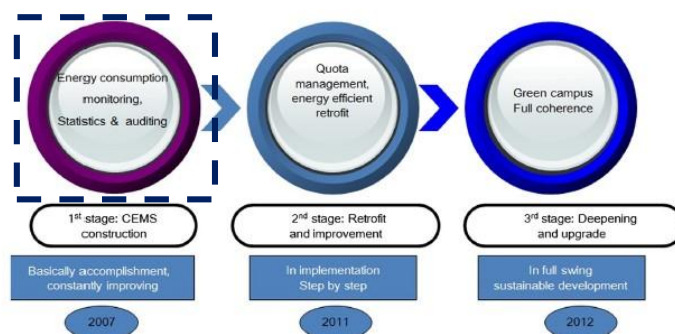 Energy consumption
monitoring,
Statistics & auditing
Quota
management,
energy efficient
retrofit
Green campus
Full coherence
1st stage: CEMS
construction
2nd stage: Retrofit
and improvement
3rd stage: Deepening
and upgrade
Basically accomplishment,
constantly improving
In implementation
Step by step
In full swing
sustainable development
2007
2011
2012